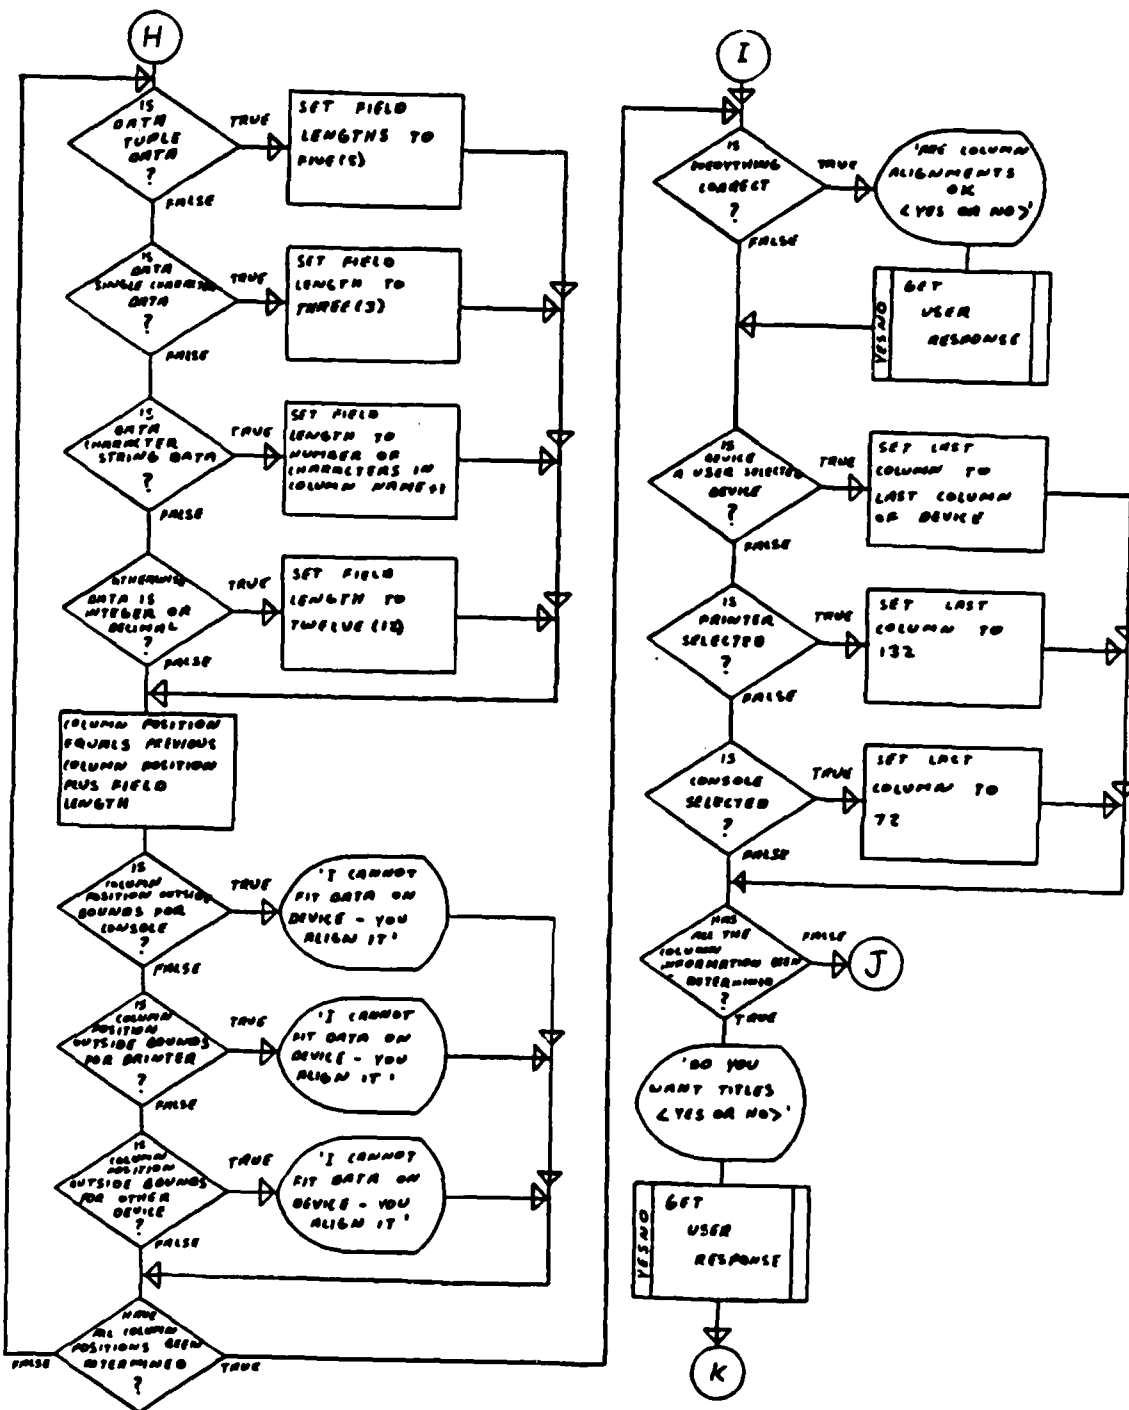 H
IS
DATA
TUPLE
DATA
?
TRUE
FALSE
SET FIELD
LENGTHS TO
FIVE(5)
IS
DATA
SINGLE CHARACTER
DATA
?
TRUE
FALSE
SET FIELD
LENGTH TO
THREE(3)
IS
DATA
CHARACTER
STRING DATA
?
TRUE
FALSE
SET FIELD
LENGTH TO
NUMBER OF
CHARACTERS IN
COLUMN NAME+1
OTHERWISE
DATA IS
INTEGER OR
DECIMAL
?
TRUE
FALSE
SET FIELD
LENGTH TO
TWELVE(12)
COLUMN POSITION
EQUALS PREVIOUS
COLUMN POSITION
PLUS FIELD
LENGTH
IS
COLUMN
POSITION OUTSIDE
BOUNDS FOR
CONSOLE
?
TRUE
FALSE
'I CANNOT
FIT DATA ON
DEVICE - YOU
ALIGN IT'
IS
COLUMN
POSITION
OUTSIDE BOUNDS
FOR PRINTER
?
TRUE
FALSE
'I CANNOT
FIT DATA ON
DEVICE - YOU
ALIGN IT'
IS
COLUMN
POSITION
OUTSIDE BOUNDS
FOR OTHER
DEVICE
?
TRUE
FALSE
'I CANNOT
FIT DATA ON
DEVICE - YOU
ALIGN IT'
HAVE
ALL COLUMN
POSITIONS BEEN
DETERMINED
?
FALSE
TRUE
I
IS
EVERYTHING
CORRECT
?
TRUE
FALSE
'ARE COLUMN
ALIGNMENTS
OK
<YES OR NO>'
YESNO
GET
USER
RESPONSE
IS
DEVICE
A USER SELECTED
DEVICE
?
TRUE
FALSE
SET LAST
COLUMN TO
LAST COLUMN
OF DEVICE
IS
PRINTER
SELECTED
?
TRUE
FALSE
SET LAST
COLUMN TO
132
IS
CONSOLE
SELECTED
?
TRUE
FALSE
SET LAST
COLUMN TO
72
HAS
ALL THE
COLUMN
INFORMATION BEEN
DETERMINED
?
FALSE
J
TRUE
'DO YOU
WANT TITLES
<YES OR NO>'
YESNO
GET
USER
RESPONSE
K